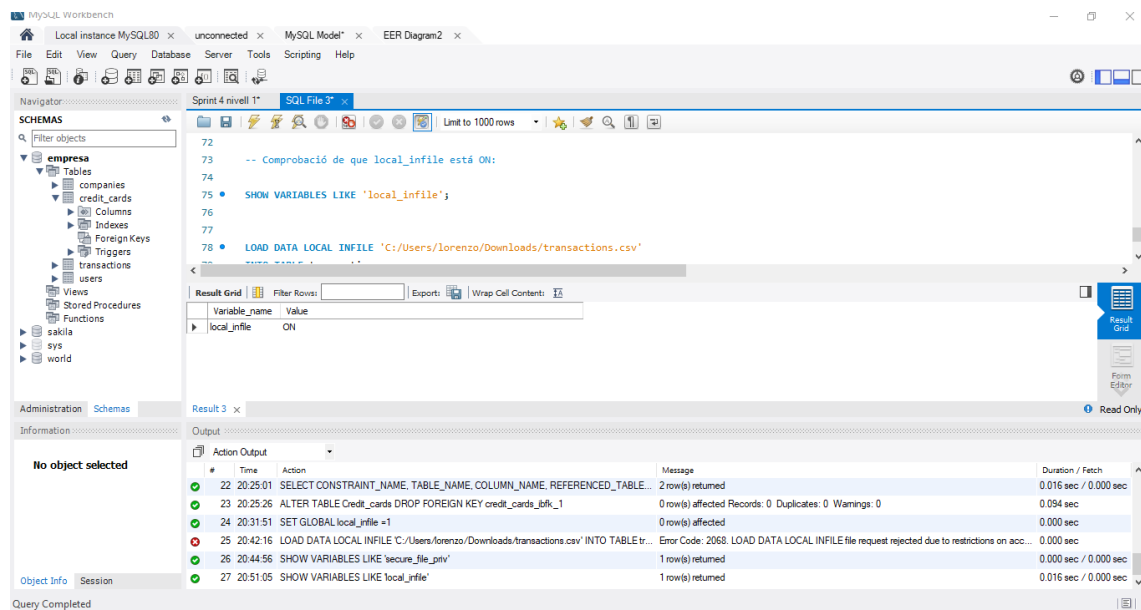 MySQL Workbench
Local instance MySQL80 × unconnected × MySQL Model* × EER Diagram2 ×
File Edit View Query Database Server Tools Scripting Help
Navigator
SCHEMAS
Filter objects
empresa
Tables
companies
credit_cards
Columns
Indexes
Foreign Keys
Triggers
transactions
users
Views
Stored Procedures
Functions
sakila
sys
world
Administration Schemas
Information
No object selected
Object Info Session
Query Completed
Sprint 4 nivell 1* SQL File 3* ×
Limit to 1000 rows
72
73 -- Comprobació de que local_infile está ON:
74
75 SHOW VARIABLES LIKE 'local_infile';
76
77
78 LOAD DATA LOCAL INFILE 'C:/Users/lorenzo/Downloads/transactions.csv'
Result Grid Filter Rows: Export: Wrap Cell Content:
Variable_name Value
local_infile ON
Result Grid
Form Editor
Result 3 × Read Only
Output
Action Output
# Time Action Message Duration / Fetch
22 20:25:01 SELECT CONSTRAINT_NAME, TABLE_NAME, COLUMN_NAME, REFERENCED_TABLE... 2 row(s) returned 0.016 sec / 0.000 sec
23 20:25:26 ALTER TABLE Credit_cards DROP FOREIGN KEY credit_cards_ibfk_1 0 row(s) affected Records: 0 Duplicates: 0 Warnings: 0 0.094 sec
24 20:31:51 SET GLOBAL local_infile =1 0 row(s) affected 0.000 sec
25 20:42:16 LOAD DATA LOCAL INFILE 'C:/Users/lorenzo/Downloads/transactions.csv' INTO TABLE tr... Error Code: 2068. LOAD DATA LOCAL INFILE file request rejected due to restrictions on acc... 0.000 sec
26 20:44:56 SHOW VARIABLES LIKE 'secure_file_priv' 1 row(s) returned 0.000 sec / 0.000 sec
27 20:51:05 SHOW VARIABLES LIKE 'local_infile' 1 row(s) returned 0.016 sec / 0.000 sec